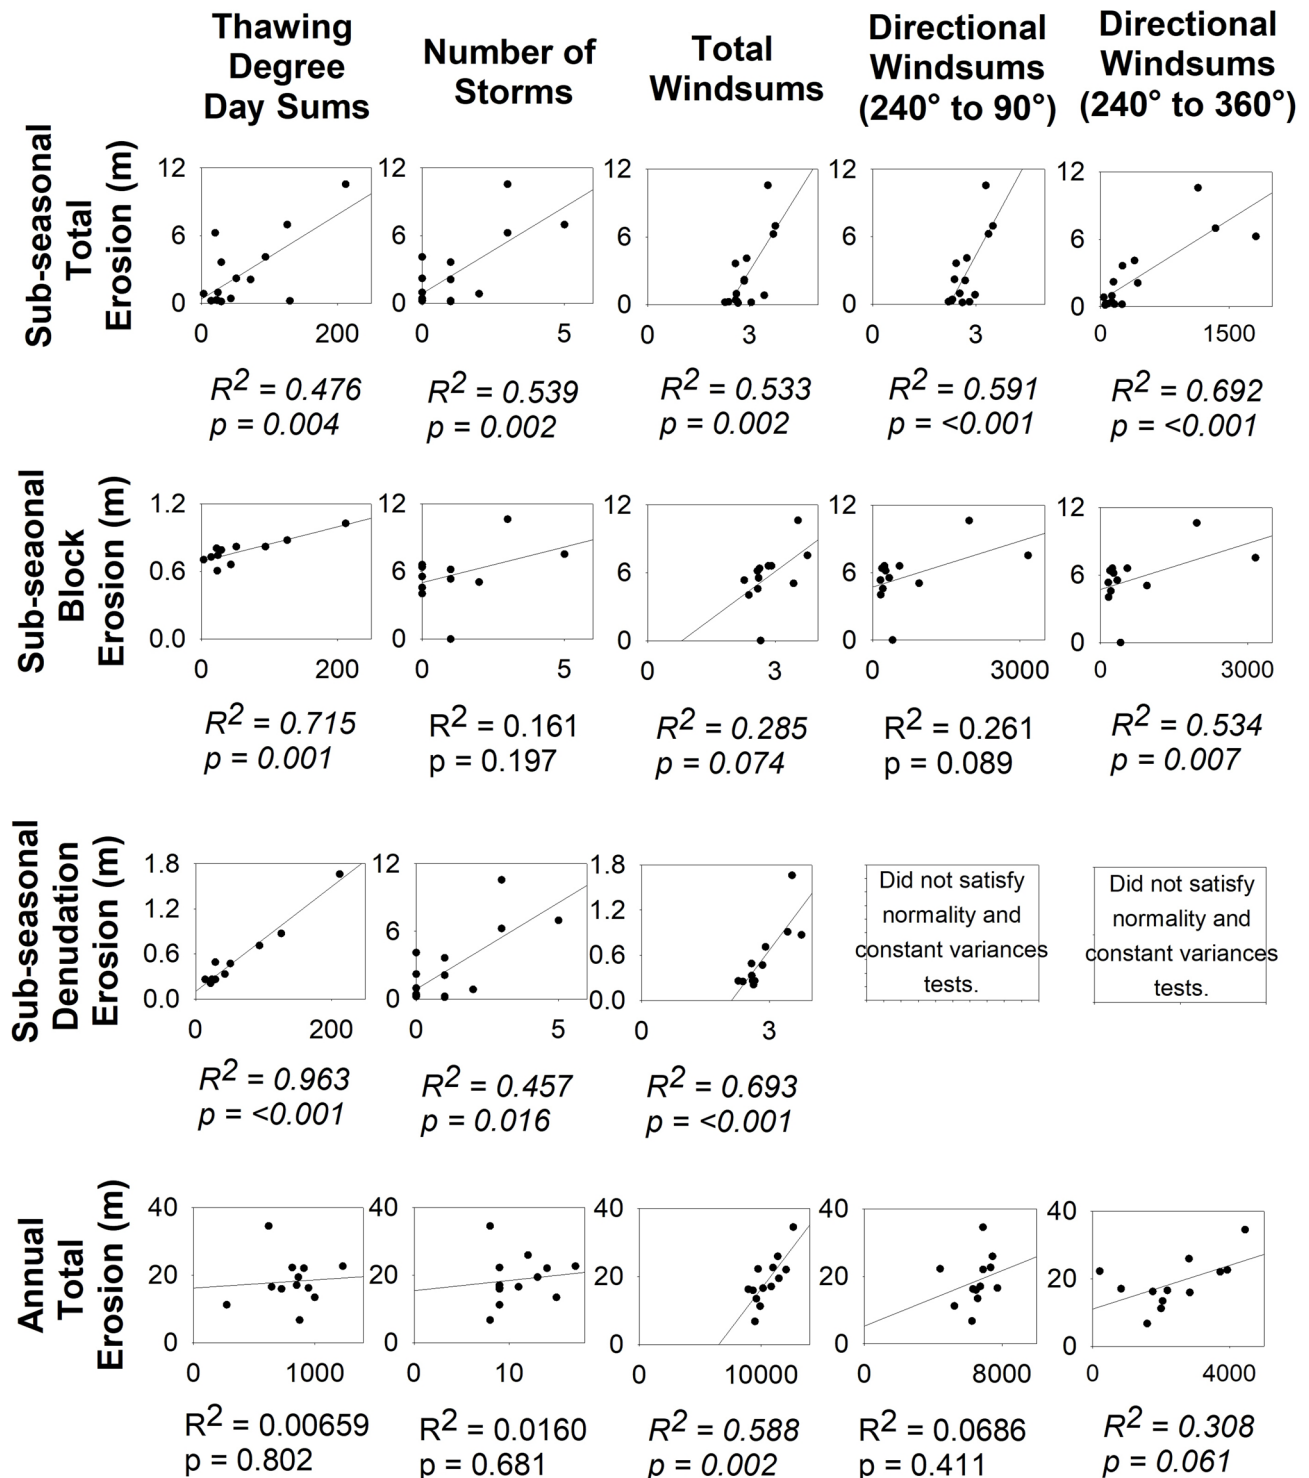 Thawing
Degree
Day Sums
Number of
Storms
Total
Windsums
Directional
Windsums
(240° to 90°)
Directional
Windsums
(240° to 360°)
Sub-seasonal
Total
Erosion (m)
12
6
0
0 200
R² = 0.476
p = 0.004
12
6
0
0 5
R² = 0.539
p = 0.002
12
6
0
0 3
R² = 0.533
p = 0.002
12
6
0
0 3
R² = 0.591
p = <0.001
12
6
0
0 1500
R² = 0.692
p = <0.001
Sub-seaonal
Block
Erosion (m)
1.2
0.6
0.0
0 200
R² = 0.715
p = 0.001
12
6
0
0 5
R² = 0.161
p = 0.197
12
6
0
0 3
R² = 0.285
p = 0.074
12
6
0
0 3000
R² = 0.261
p = 0.089
12
6
0
0 3000
R² = 0.534
p = 0.007
Sub-seasonal
Denudation
Erosion (m)
1.8
1.2
0.6
0.0
0 200
R² = 0.963
p = <0.001
12
6
0
0 5
R² = 0.457
p = 0.016
1.8
1.2
0.6
0.0
0 3
R² = 0.693
p = <0.001
Did not satisfy
normality and
constant variances
tests.
Did not satisfy
normality and
constant variances
tests.
Annual
Total
Erosion (m)
40
20
0
0 1000
R² = 0.00659
p = 0.802
40
20
0
0 10
R² = 0.0160
p = 0.681
40
20
0
0 10000
R² = 0.588
p = 0.002
40
20
0
0 8000
R² = 0.0686
p = 0.411
40
20
0
0 4000
R² = 0.308
p = 0.061